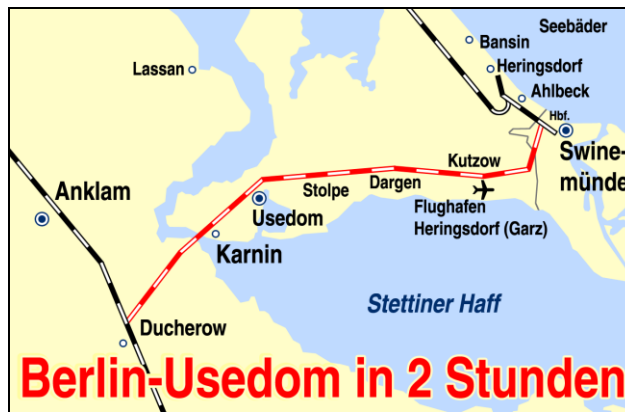 Seebäder
Bansin
Heringsdorf
Lassan
Ahlbeck
Hbf.
Swine-
münde
Kutzow
Dargen
Stolpe
Anklam
Usedom
Flughafen
Heringsdorf (Garz)
Karnin
Stettiner Haff
Ducherow
Berlin-Usedom in 2 Stunden